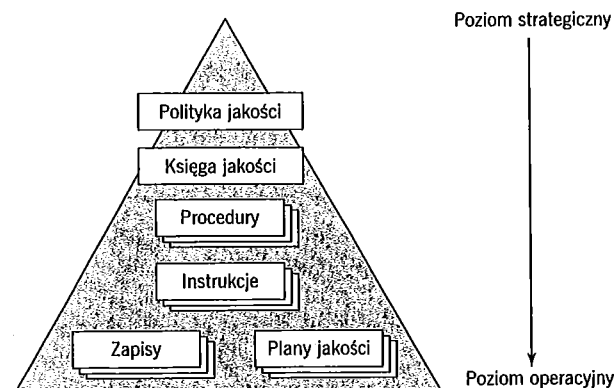 Poziom strategiczny
Polityka jakości
Księga jakości
Procedury
Instrukcje
Zapisy
Plany jakości
Poziom operacyjny